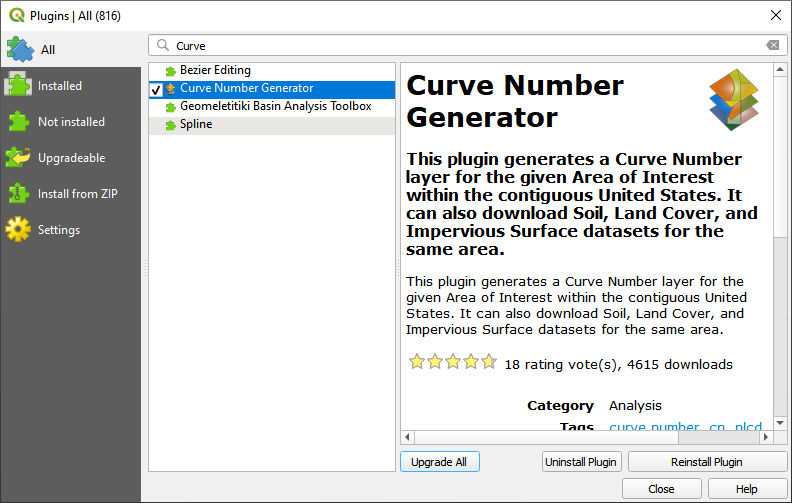 Plugins | All (816)
All
Installed
Not installed
Upgradeable
Install from ZIP
Settings
Curve
Bezier Editing
Curve Number Generator
Geomeletitiki Basin Analysis Toolbox
Spline
Curve Number
Generator
This plugin generates a Curve Number
layer for the given Area of Interest
within the contiguous United States. It
can also download Soil, Land Cover, and
Impervious Surface datasets for the
same area.
This plugin generates a Curve Number layer for the
given Area of Interest within the contiguous United
States. It can also download Soil, Land Cover, and
Impervious Surface datasets for the same area.
18 rating vote(s), 4615 downloads
Category Analysis
Tags curve number, cn, nlcd
Upgrade All
Uninstall Plugin
Reinstall Plugin
Close
Help